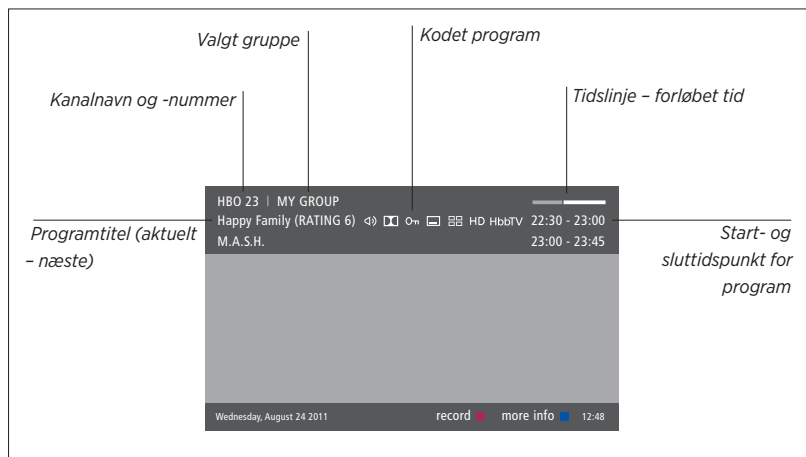 Valgt gruppe
Kodet program
Kanalnavn og -nummer
Tidslinje – forløbet tid
HBO 23 | MY GROUP
Happy Family (RATING 6) HD HbbTV 22:30 - 23:00
M.A.S.H. 23:00 - 23:45
Programtitel (aktuelt
– næste)
Start- og
sluttidspunkt for
program
Wednesday, August 24 2011 record more info 12:48